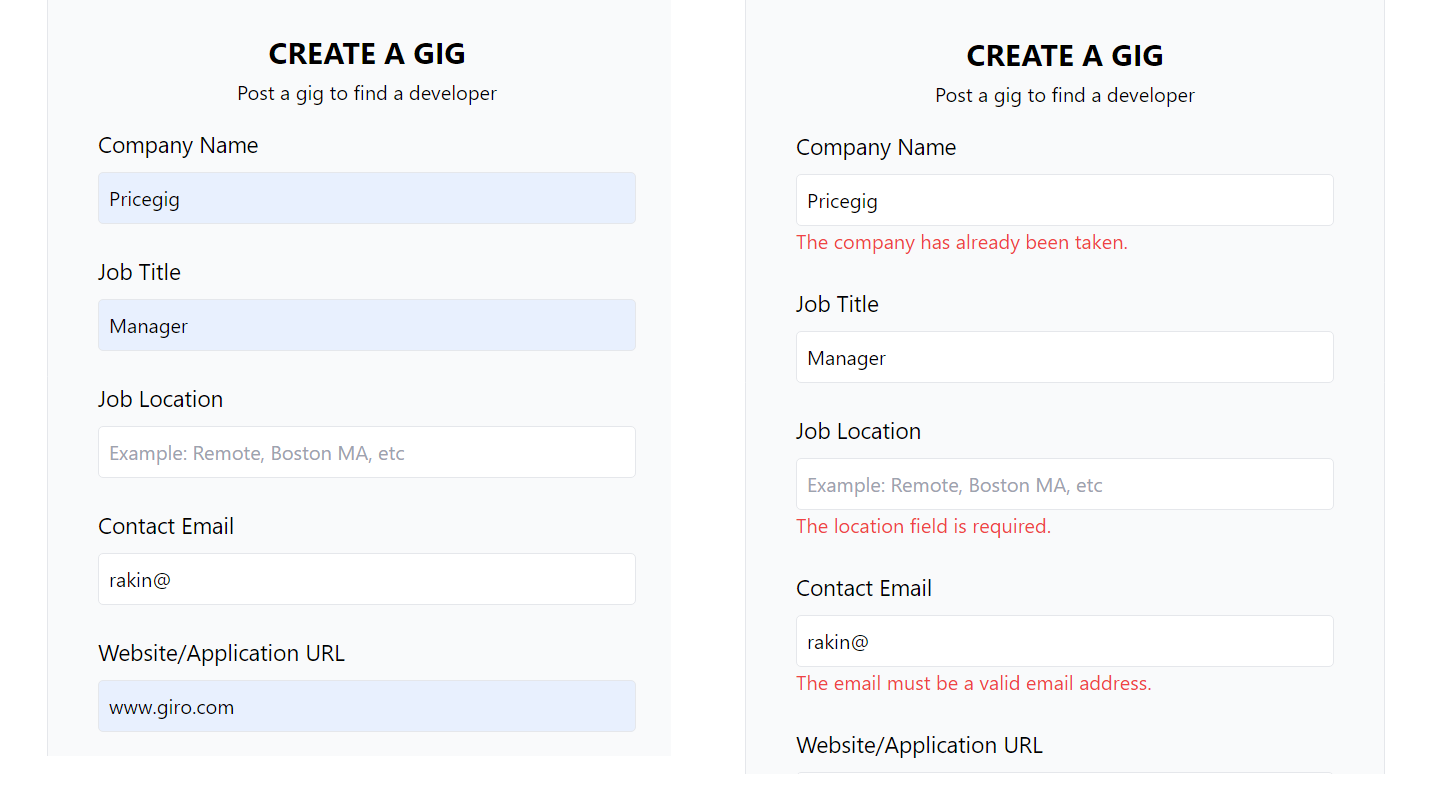 CREATE A GIG
Post a gig to find a developer
Company Name
Pricegig
Job Title
Manager
Job Location
Example: Remote, Boston MA, etc
Contact Email
rakin@
Website/Application URL
www.giro.com
CREATE A GIG
Post a gig to find a developer
Company Name
Pricegig
The company has already been taken.
Job Title
Manager
Job Location
Example: Remote, Boston MA, etc
The location field is required.
Contact Email
rakin@
The email must be a valid email address.
Website/Application URL